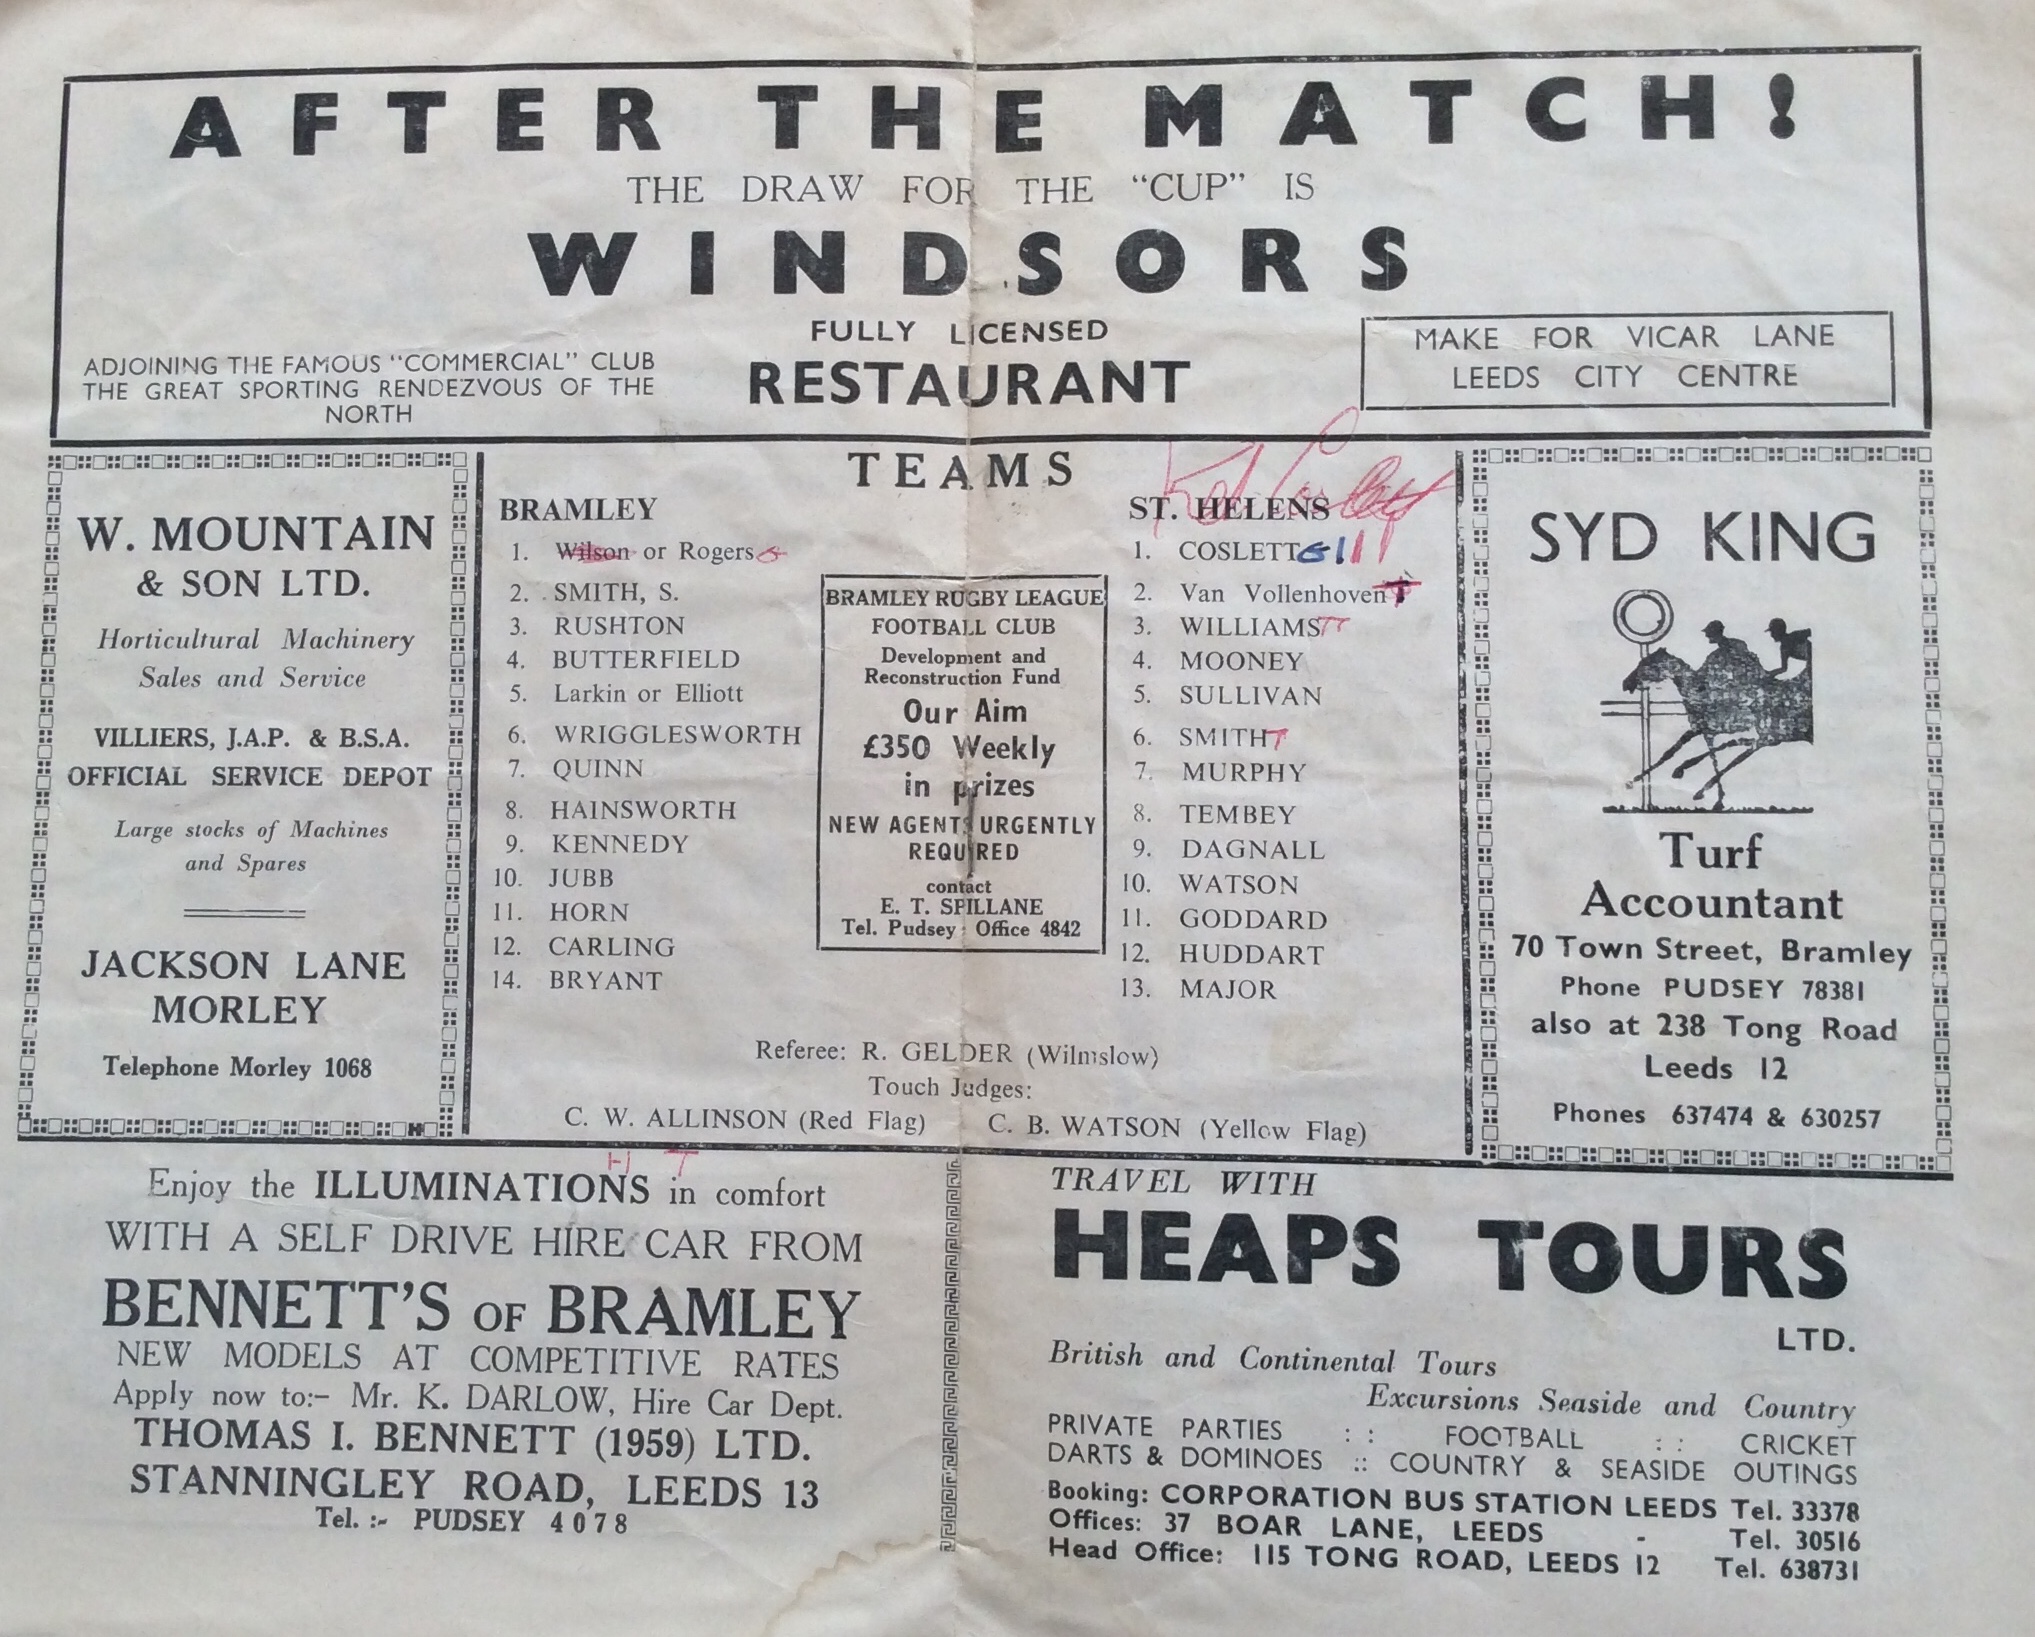 AFTER THE MATCH!
THE DRAW FOR THE "CUP" IS
WINDSORS
FULLY LICENSED
RESTAURANT
ADJOINING THE FAMOUS "COMMERCIAL" CLUB
THE GREAT SPORTING RENDEZVOUS OF THE
NORTH
MAKE FOR VICAR LANE
LEEDS CITY CENTRE
W. MOUNTAIN
& SON LTD.
Horticultural Machinery
Sales and Service
VILLIERS, J.A.P. & B.S.A.
OFFICIAL SERVICE DEPOT
Large stocks of Machines
and Spares
JACKSON LANE
MORLEY
Telephone Morley 1068
TEAMS
BRAMLEY
1. Wilson or Rogers
2. SMITH, S.
3. RUSHTON
4. BUTTERFIELD
5. Larkin or Elliott
6. WRIGGLESWORTH
7. QUINN
8. HAINSWORTH
9. KENNEDY
10. JUBB
11. HORN
12. CARLING
14. BRYANT
BRAMLEY RUGBY LEAGUE
FOOTBALL CLUB
Development and
Reconstruction Fund
Our Aim
£350 Weekly
in prizes
NEW AGENTS URGENTLY
REQUIRED
contact
E. T. SPILLANE
Tel. Pudsey Office 4842
ST. HELENS
1. COSLETT
2. Van Vollenhoven T
3. WILLIAMS TT
4. MOONEY
5. SULLIVAN
6. SMITH T
7. MURPHY
8. TEMBEY
9. DAGNALL
10. WATSON
11. GODDARD
12. HUDDART
13. MAJOR
Referee: R. GELDER (Wilmslow)
Touch Judges:
C. W. ALLINSON (Red Flag) C. B. WATSON (Yellow Flag)
SYD KING
Turf
Accountant
70 Town Street, Bramley
Phone PUDSEY 78381
also at 238 Tong Road
Leeds 12
Phones 637474 & 630257
H T
Enjoy the ILLUMINATIONS in comfort
WITH A SELF DRIVE HIRE CAR FROM
BENNETT'S OF BRAMLEY
NEW MODELS AT COMPETITIVE RATES
Apply now to:- Mr. K. DARLOW, Hire Car Dept.
THOMAS I. BENNETT (1959) LTD.
STANNINGLEY ROAD, LEEDS 13
Tel. :- PUDSEY 4078
TRAVEL WITH
HEAPS TOURS
LTD.
British and Continental Tours
Excursions Seaside and Country
PRIVATE PARTIES :: FOOTBALL :: CRICKET
DARTS & DOMINOES :: COUNTRY & SEASIDE OUTINGS
Booking: CORPORATION BUS STATION LEEDS Tel. 33378
Offices: 37 BOAR LANE, LEEDS - Tel. 30516
Head Office: 115 TONG ROAD, LEEDS 12 Tel. 638731